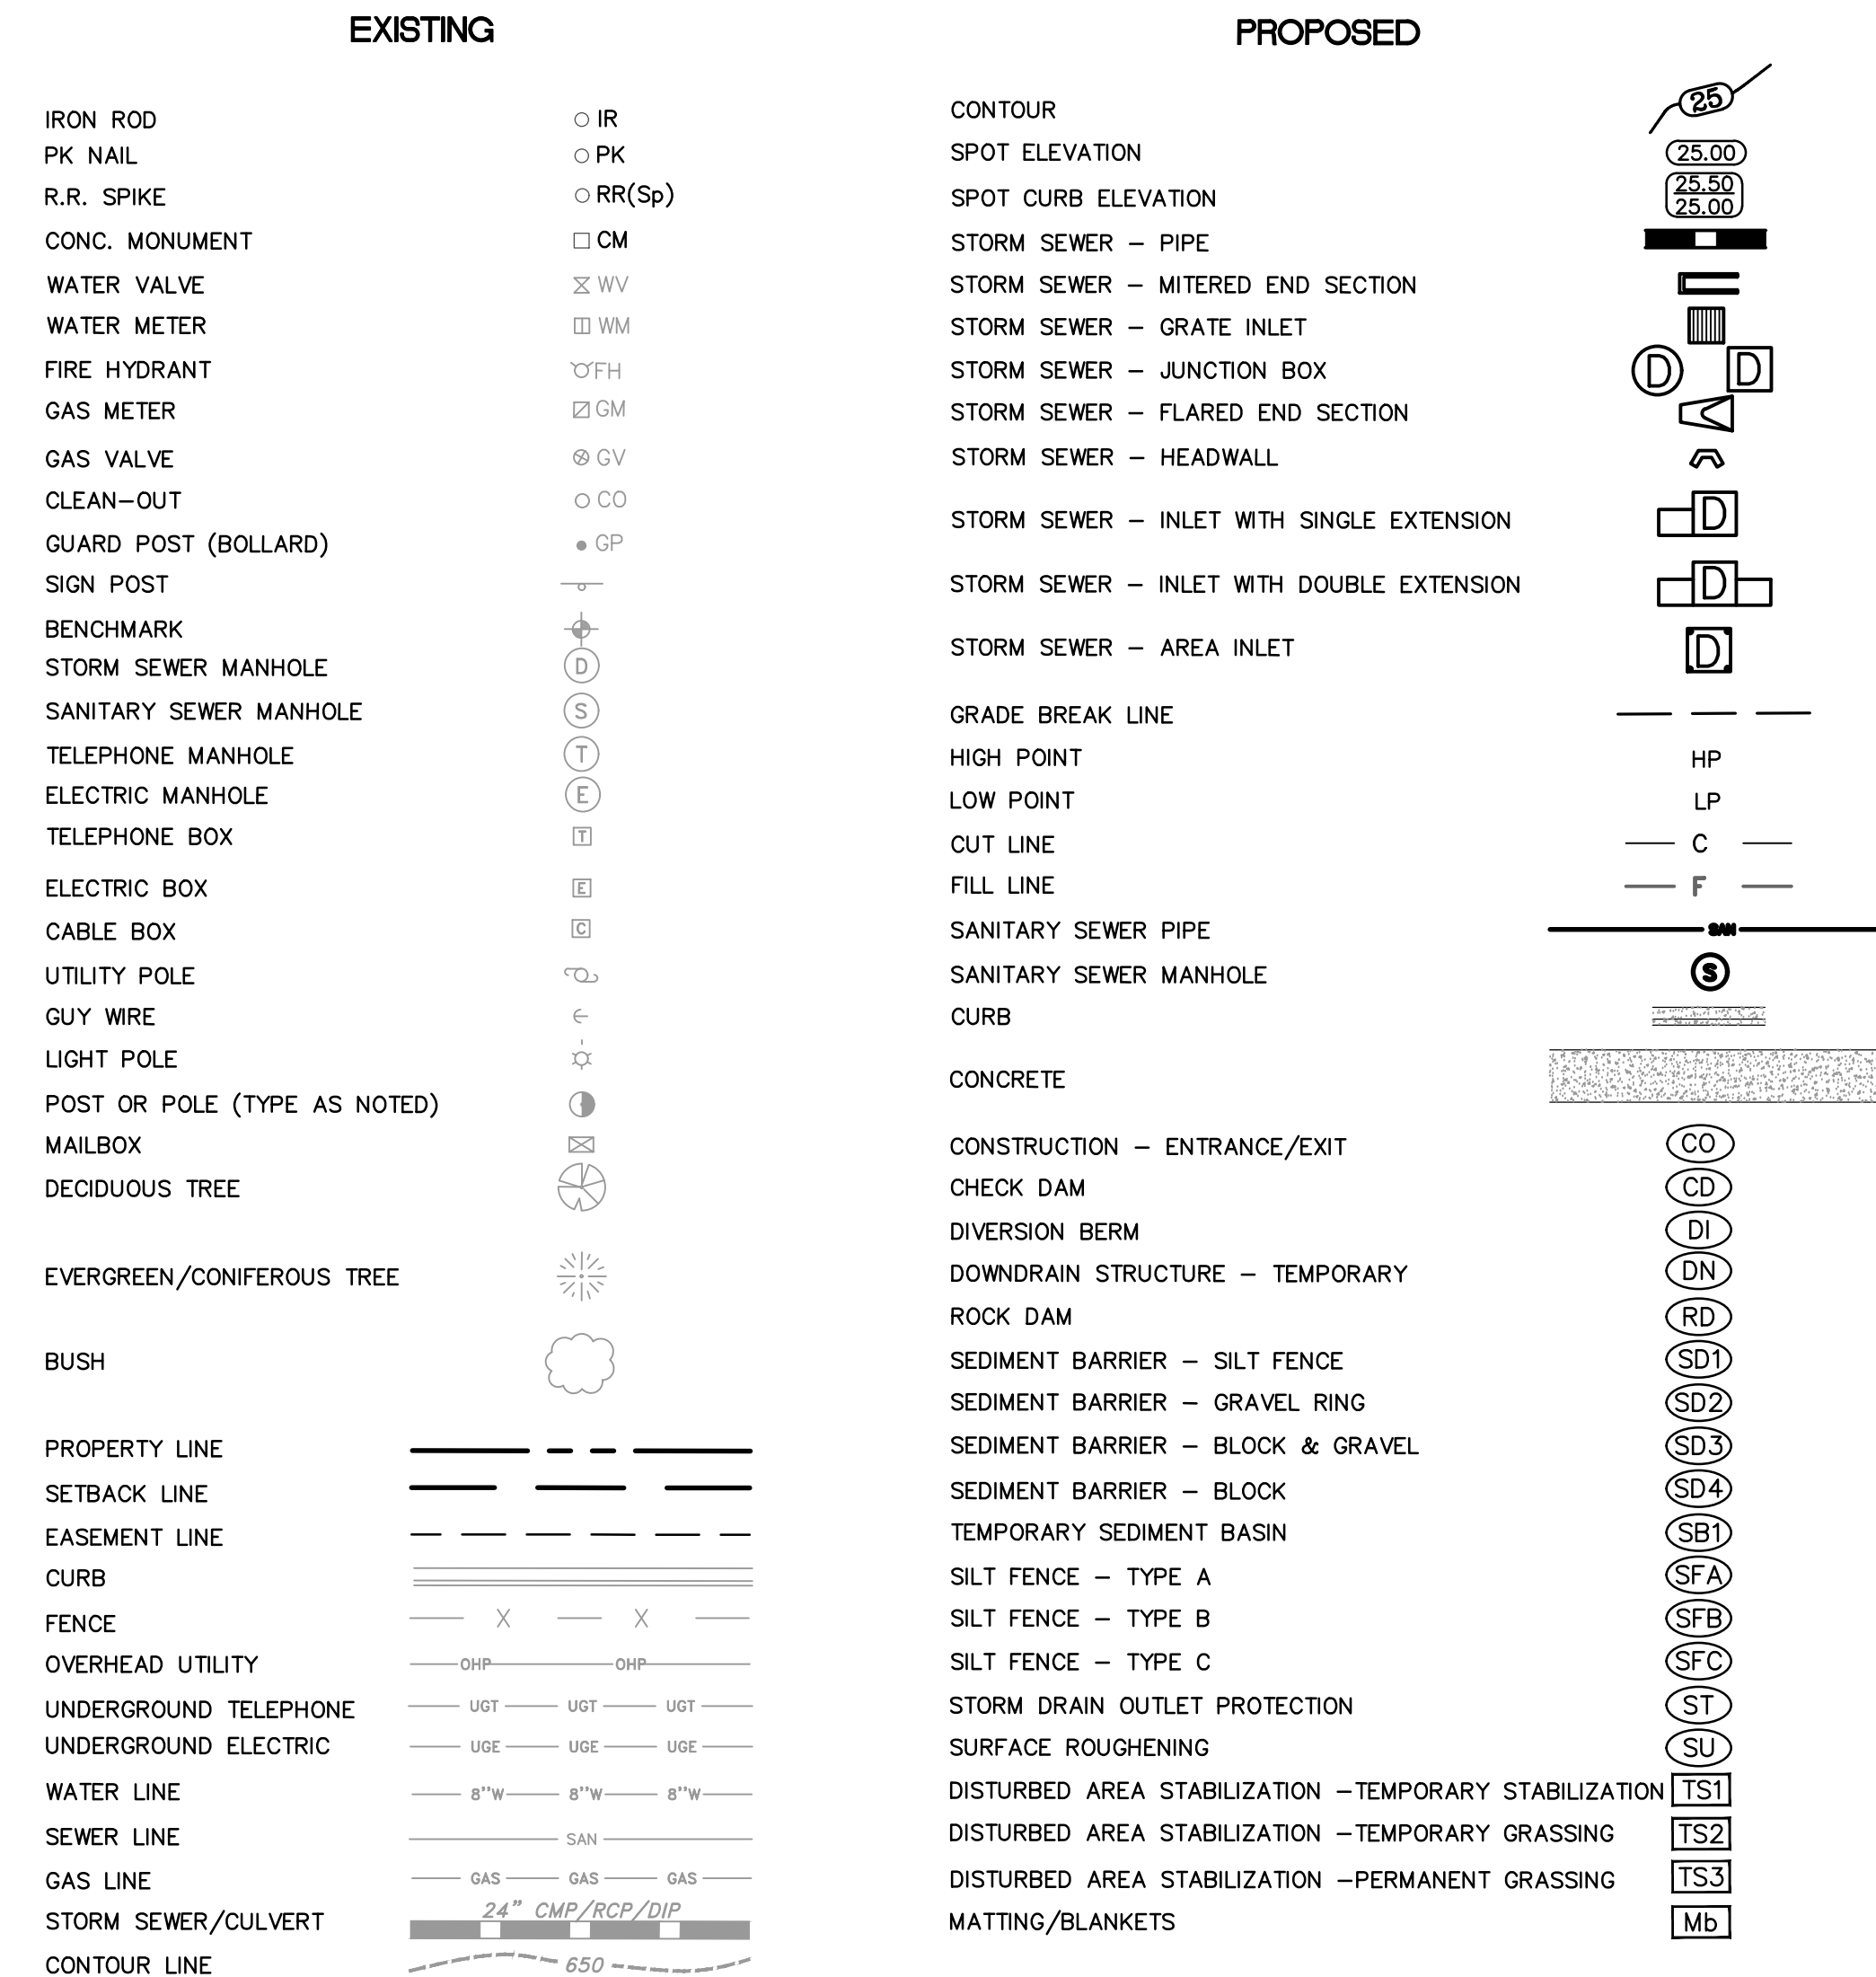 EXISTING
IRON ROD IR
PK NAIL PK
R.R. SPIKE RR(Sp)
CONC. MONUMENT CM
WATER VALVE WV
WATER METER WM
FIRE HYDRANT FH
GAS METER GM
GAS VALVE GV
CLEAN-OUT CO
GUARD POST (BOLLARD) GP
SIGN POST
BENCHMARK
STORM SEWER MANHOLE D
SANITARY SEWER MANHOLE S
TELEPHONE MANHOLE T
ELECTRIC MANHOLE E
TELEPHONE BOX T
ELECTRIC BOX E
CABLE BOX C
UTILITY POLE
GUY WIRE
LIGHT POLE
POST OR POLE (TYPE AS NOTED)
MAILBOX
DECIDUOUS TREE
EVERGREEN/CONIFEROUS TREE
BUSH
PROPERTY LINE
SETBACK LINE
EASEMENT LINE
CURB
FENCE X X
OVERHEAD UTILITY OHP OHP
UNDERGROUND TELEPHONE UGT UGT UGT
UNDERGROUND ELECTRIC UGE UGE UGE
WATER LINE 8''W 8''W 8''W
SEWER LINE SAN
GAS LINE GAS GAS GAS
STORM SEWER/CULVERT 24" CMP/RCP/DIP
CONTOUR LINE 650
PROPOSED
CONTOUR 25
SPOT ELEVATION 25.00
SPOT CURB ELEVATION 25.50
25.00
STORM SEWER - PIPE
STORM SEWER - MITERED END SECTION
STORM SEWER - GRATE INLET
STORM SEWER - JUNCTION BOX D D
STORM SEWER - FLARED END SECTION
STORM SEWER - HEADWALL
STORM SEWER - INLET WITH SINGLE EXTENSION D
STORM SEWER - INLET WITH DOUBLE EXTENSION D
STORM SEWER - AREA INLET D
GRADE BREAK LINE
HIGH POINT HP
LOW POINT LP
CUT LINE C
FILL LINE F
SANITARY SEWER PIPE SAN
SANITARY SEWER MANHOLE S
CURB
CONCRETE
CONSTRUCTION - ENTRANCE/EXIT CO
CHECK DAM CD
DIVERSION BERM DI
DOWNDRAIN STRUCTURE - TEMPORARY DN
ROCK DAM RD
SEDIMENT BARRIER - SILT FENCE SD1
SEDIMENT BARRIER - GRAVEL RING SD2
SEDIMENT BARRIER - BLOCK & GRAVEL SD3
SEDIMENT BARRIER - BLOCK SD4
TEMPORARY SEDIMENT BASIN SB1
SILT FENCE - TYPE A SFA
SILT FENCE - TYPE B SFB
SILT FENCE - TYPE C SFC
STORM DRAIN OUTLET PROTECTION ST
SURFACE ROUGHENING SU
DISTURBED AREA STABILIZATION -TEMPORARY STABILIZATION TS1
DISTURBED AREA STABILIZATION -TEMPORARY GRASSING TS2
DISTURBED AREA STABILIZATION -PERMANENT GRASSING TS3
MATTING/BLANKETS Mb